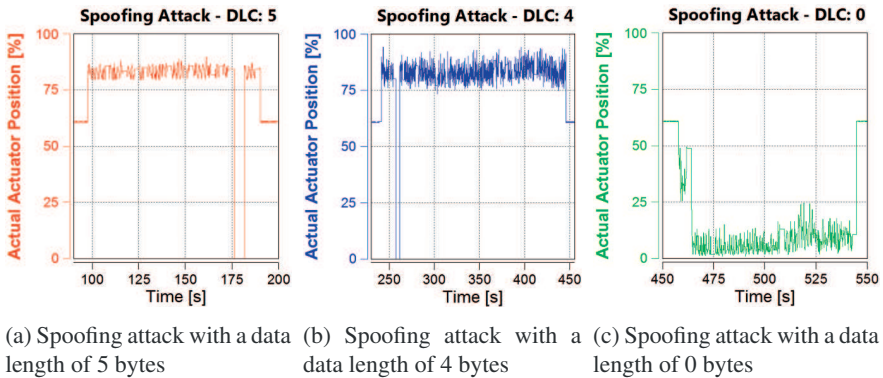 Spoofing Attack - DLC: 5
Actual Actuator Position [%]
100
75
50
25
0
100
125
150
175
200
Time [s]
(a) Spoofing attack with a data
length of 5 bytes
Spoofing Attack - DLC: 4
Actual Actuator Position [%]
100
75
50
25
0
250
300
350
400
450
Time [s]
(b) Spoofing attack with a
data length of 4 bytes
Spoofing Attack - DLC: 0
Actual Actuator Position [%]
100
75
50
25
0
450
475
500
525
550
Time [s]
(c) Spoofing attack with a data
length of 0 bytes